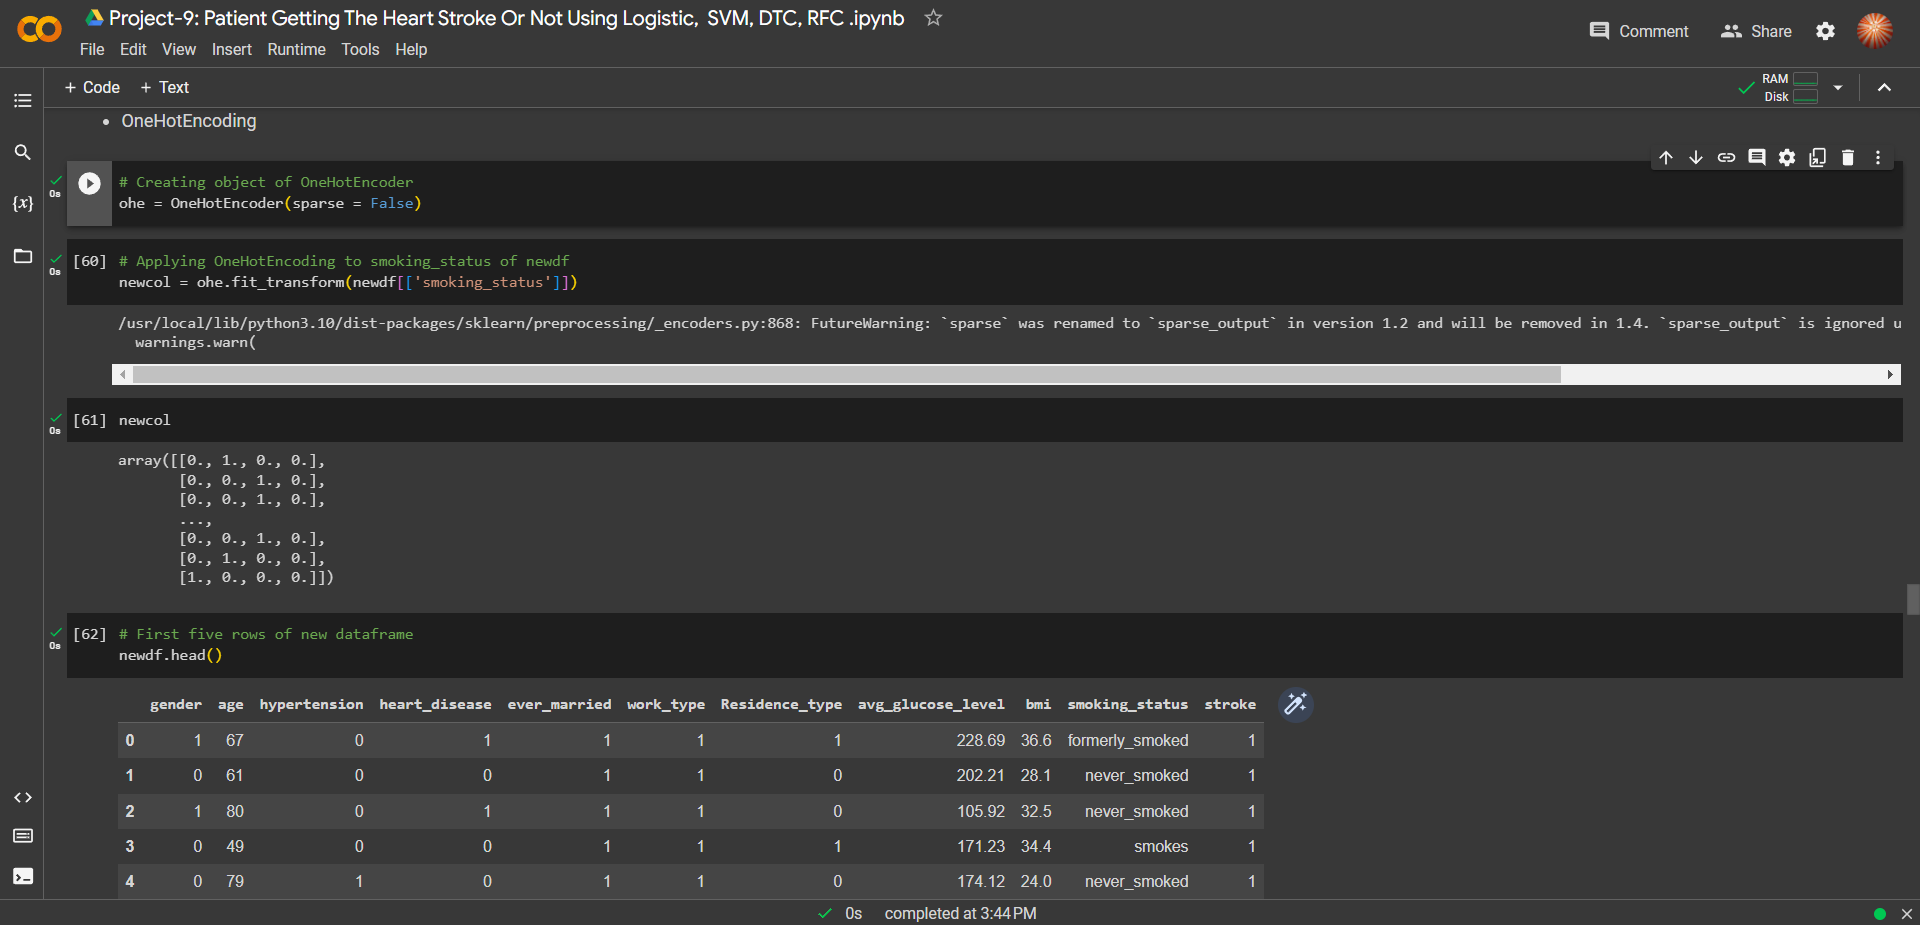 Project-9: Patient Getting The Heart Stroke Or Not Using Logistic, SVM, DTC, RFC .ipynb
File Edit View Insert Runtime Tools Help
Comment Share
+ Code + Text
RAM
Disk
OneHotEncoding
0s
# Creating object of OneHotEncoder
ohe = OneHotEncoder(sparse = False)
0s
[60] # Applying OneHotEncoding to smoking_status of newdf
newcol = ohe.fit_transform(newdf[['smoking_status']])
/usr/local/lib/python3.10/dist-packages/sklearn/preprocessing/_encoders.py:868: FutureWarning: `sparse` was renamed to `sparse_output` in version 1.2 and will be removed in 1.4. `sparse_output` is ignored u
warnings.warn(
0s
[61] newcol
array([[0., 1., 0., 0.],
[0., 0., 1., 0.],
[0., 0., 1., 0.],
...,
[0., 0., 1., 0.],
[0., 1., 0., 0.],
[1., 0., 0., 0.]])
0s
[62] # First five rows of new dataframe
newdf.head()
gender age hypertension heart_disease ever_married work_type Residence_type avg_glucose_level bmi smoking_status stroke
0 1 67 0 1 1 1 1 228.69 36.6 formerly_smoked 1
1 0 61 0 0 1 1 0 202.21 28.1 never_smoked 1
2 1 80 0 1 1 1 0 105.92 32.5 never_smoked 1
3 0 49 0 0 1 1 1 171.23 34.4 smokes 1
4 0 79 1 0 1 1 0 174.12 24.0 never_smoked 1
0s completed at 3:44 PM